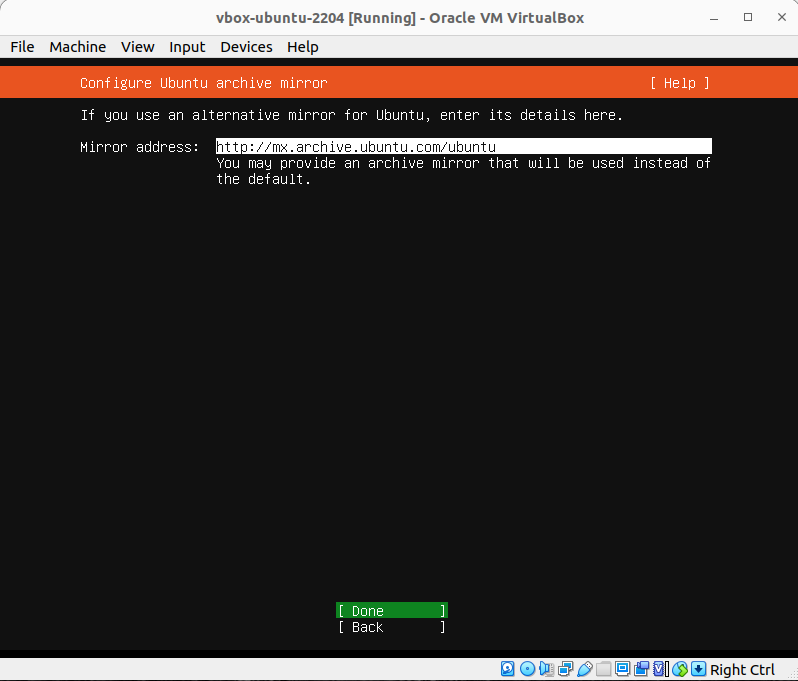 vbox-ubuntu-2204 [Running] - Oracle VM VirtualBox
File Machine View Input Devices Help
Configure Ubuntu archive mirror [ Help ]
If you use an alternative mirror for Ubuntu, enter its details here.
Mirror address: http://mx.archive.ubuntu.com/ubuntu
You may provide an archive mirror that will be used instead of
the default.
[ Done ]
[ Back ]
Right Ctrl